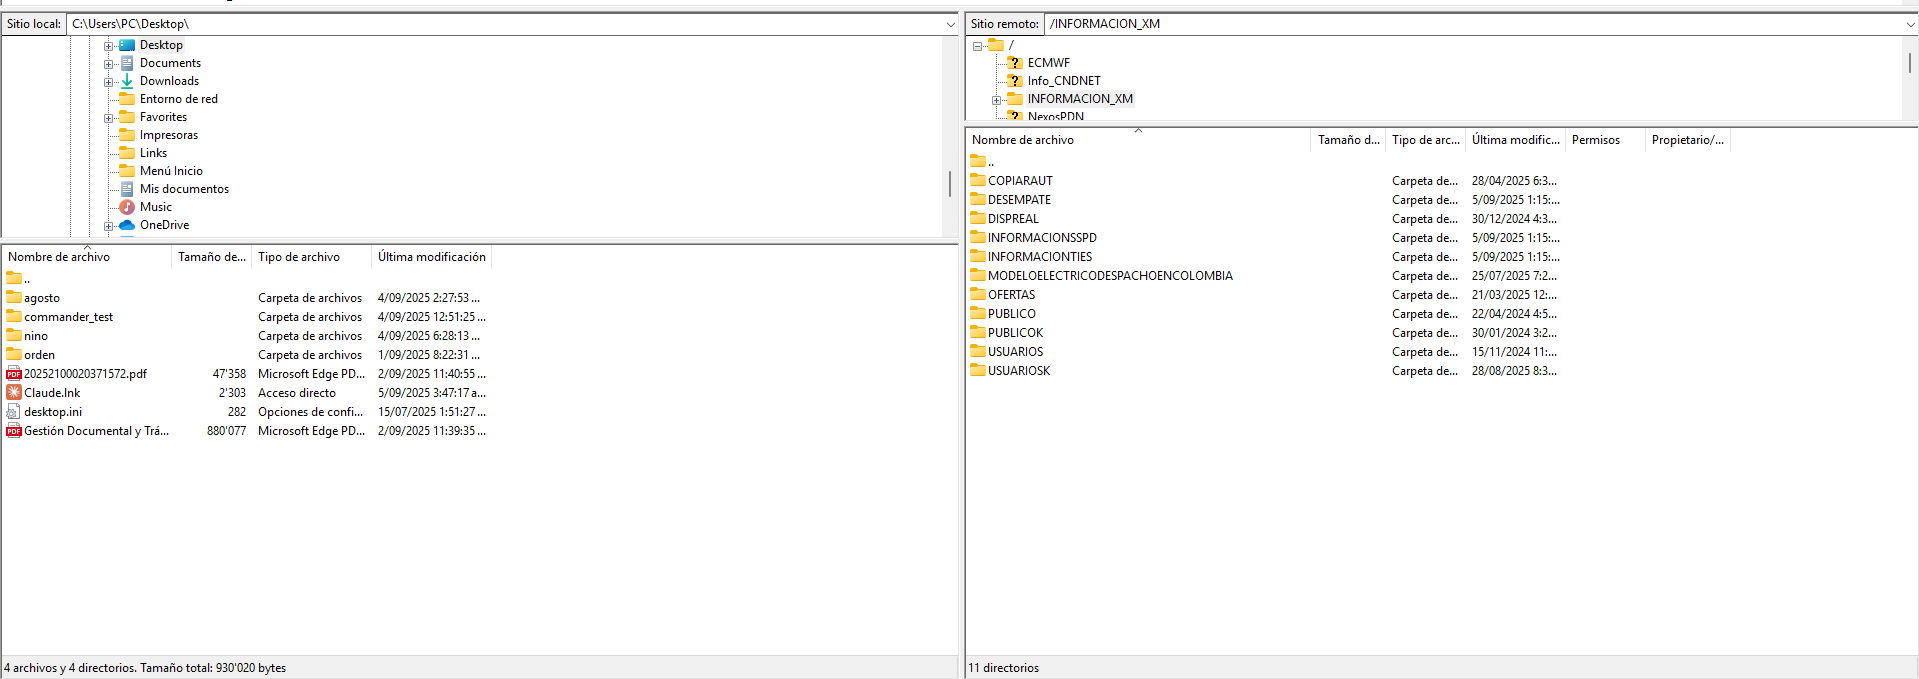 Sitio local: C:\Users\PC\Desktop\
Desktop
Documents
Downloads
Entorno de red
Favorites
Impresoras
Links
Menú Inicio
Mis documentos
Music
OneDrive
Nombre de archivo Tamaño de... Tipo de archivo Última modificación
..
agosto Carpeta de archivos 4/09/2025 2:27:53 ...
commander_test Carpeta de archivos 4/09/2025 12:51:25 ...
nino Carpeta de archivos 4/09/2025 6:28:13 ...
orden Carpeta de archivos 1/09/2025 8:22:31 ...
PDF 20252100020371572.pdf 47'358 Microsoft Edge PD... 2/09/2025 11:40:55 ...
Claude.lnk 2'303 Acceso directo 5/09/2025 3:47:17 a...
desktop.ini 282 Opciones de confi... 15/07/2025 1:51:27 ...
PDF Gestión Documental y Trá... 880'077 Microsoft Edge PD... 2/09/2025 11:39:35 ...
4 archivos y 4 directorios. Tamaño total: 930'020 bytes
Sitio remoto: /INFORMACION_XM
/
? ECMWF
? Info_CNDNET
INFORMACION_XM
? NexosPDN
Nombre de archivo Tamaño d... Tipo de arc... Última modific... Permisos Propietario/...
..
COPIARAUT Carpeta de... 28/04/2025 6:3...
DESEMPATE Carpeta de... 5/09/2025 1:15:...
DISPREAL Carpeta de... 30/12/2024 4:3...
INFORMACIONSSPD Carpeta de... 5/09/2025 1:15:...
INFORMACIONTIES Carpeta de... 5/09/2025 1:15:...
MODELOELECTRICODESPACHOENCOLOMBIA Carpeta de... 25/07/2025 7:2...
OFERTAS Carpeta de... 21/03/2025 12:...
PUBLICO Carpeta de... 22/04/2024 4:5...
PUBLICOK Carpeta de... 30/01/2024 3:2...
USUARIOS Carpeta de... 15/11/2024 11:...
USUARIOSK Carpeta de... 28/08/2025 8:3...
11 directorios